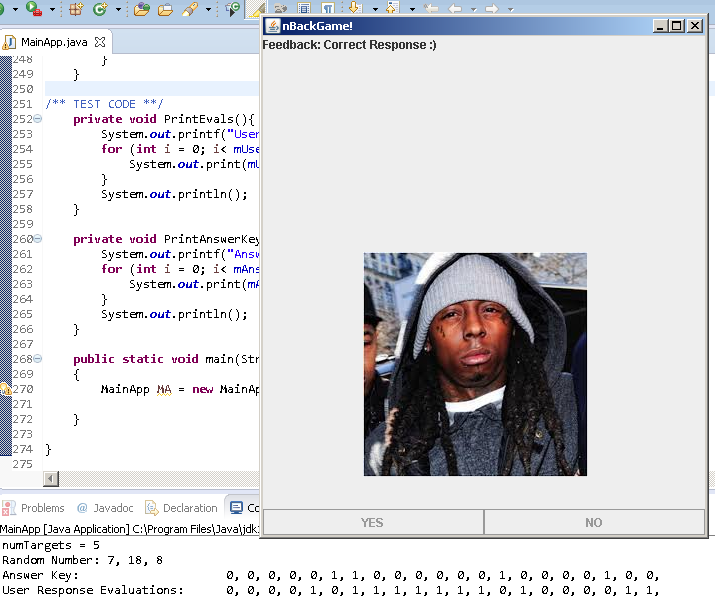 MainApp.java
nBackGame!
Feedback: Correct Response :)
248 }
249 }
250
251 /** TEST CODE **/
252 private void PrintEvals(){
253 System.out.printf("User
254 for (int i = 0; i< mUse
255 System.out.print(mU
256 }
257 System.out.println();
258 }
259
260 private void PrintAnswerKey
261 System.out.printf("Answ
262 for (int i = 0; i< mAns
263 System.out.print(mA
264 }
265 System.out.println();
266 }
267
268 public static void main(Str
269 {
270 MainApp MA = new MainAp
271
272 }
273
274 }
275
YES NO
Problems @ Javadoc Declaration Co
MainApp [Java Application] C:\Program Files\Java\jdk1
numTargets = 5
Random Number: 7, 18, 8
Answer Key: 0, 0, 0, 0, 0, 1, 1, 0, 0, 0, 0, 0, 0, 1, 0, 0, 0, 0, 1, 0, 0,
User Response Evaluations: 0, 0, 0, 0, 1, 0, 1, 1, 1, 1, 1, 1, 1, 0, 1, 0, 0, 0, 0, 1, 1,